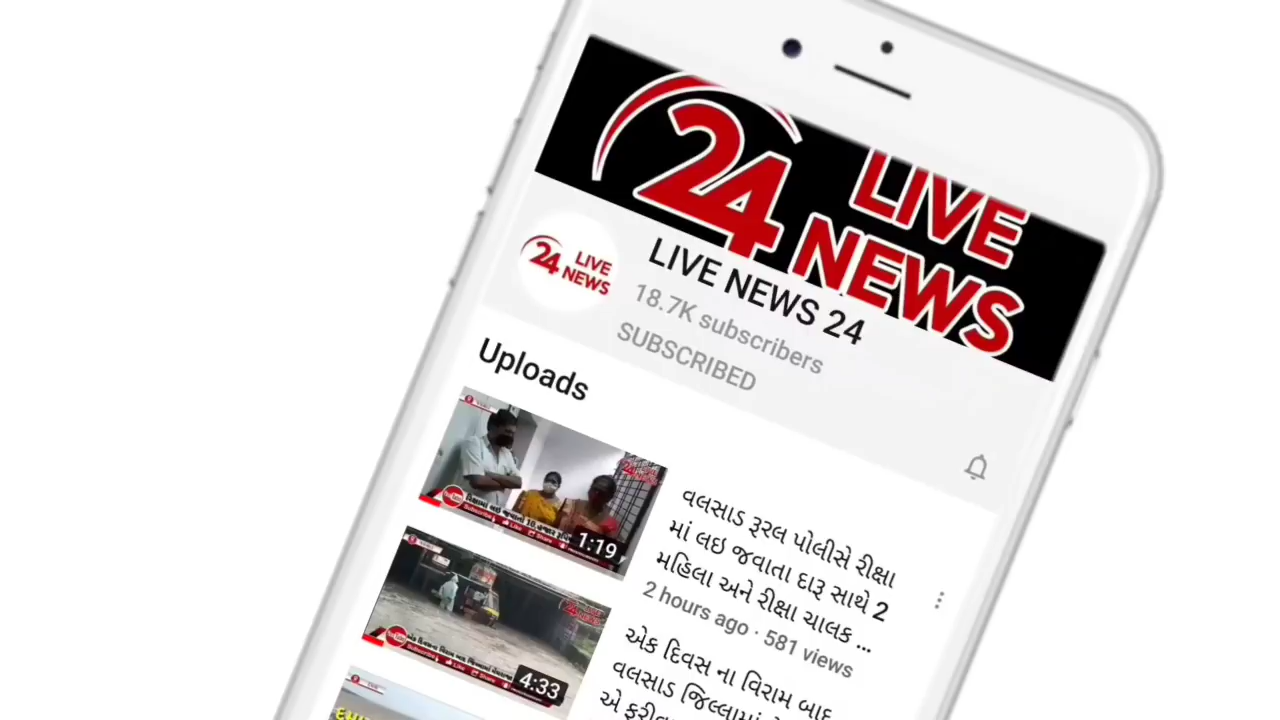 24 LIVE
NEWS
24 LIVE
NEWS
LIVE NEWS 24
18.7K subscribers
SUBSCRIBED
Uploads
1:19
વલસાડ રૂરલ પોલીસે રીક્ષા
માં લઇ જવાતા દારૂ સાથે 2
મહિલા અને રીક્ષા ચાલક ...
2 hours ago · 581 views
4:33
એક દિવસ ના વિરામ બાદ
વલસાડ જિલ્લામાં
એ ફરીવા